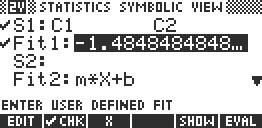 2V STATISTICS SYMBOLIC VIEW
✓S1: C1 C2
✓Fit1: -1.4848484848…
S2:
Fit2: m*X+b
ENTER USER DEFINED FIT
EDIT ✓CHK X SHOW EVAL